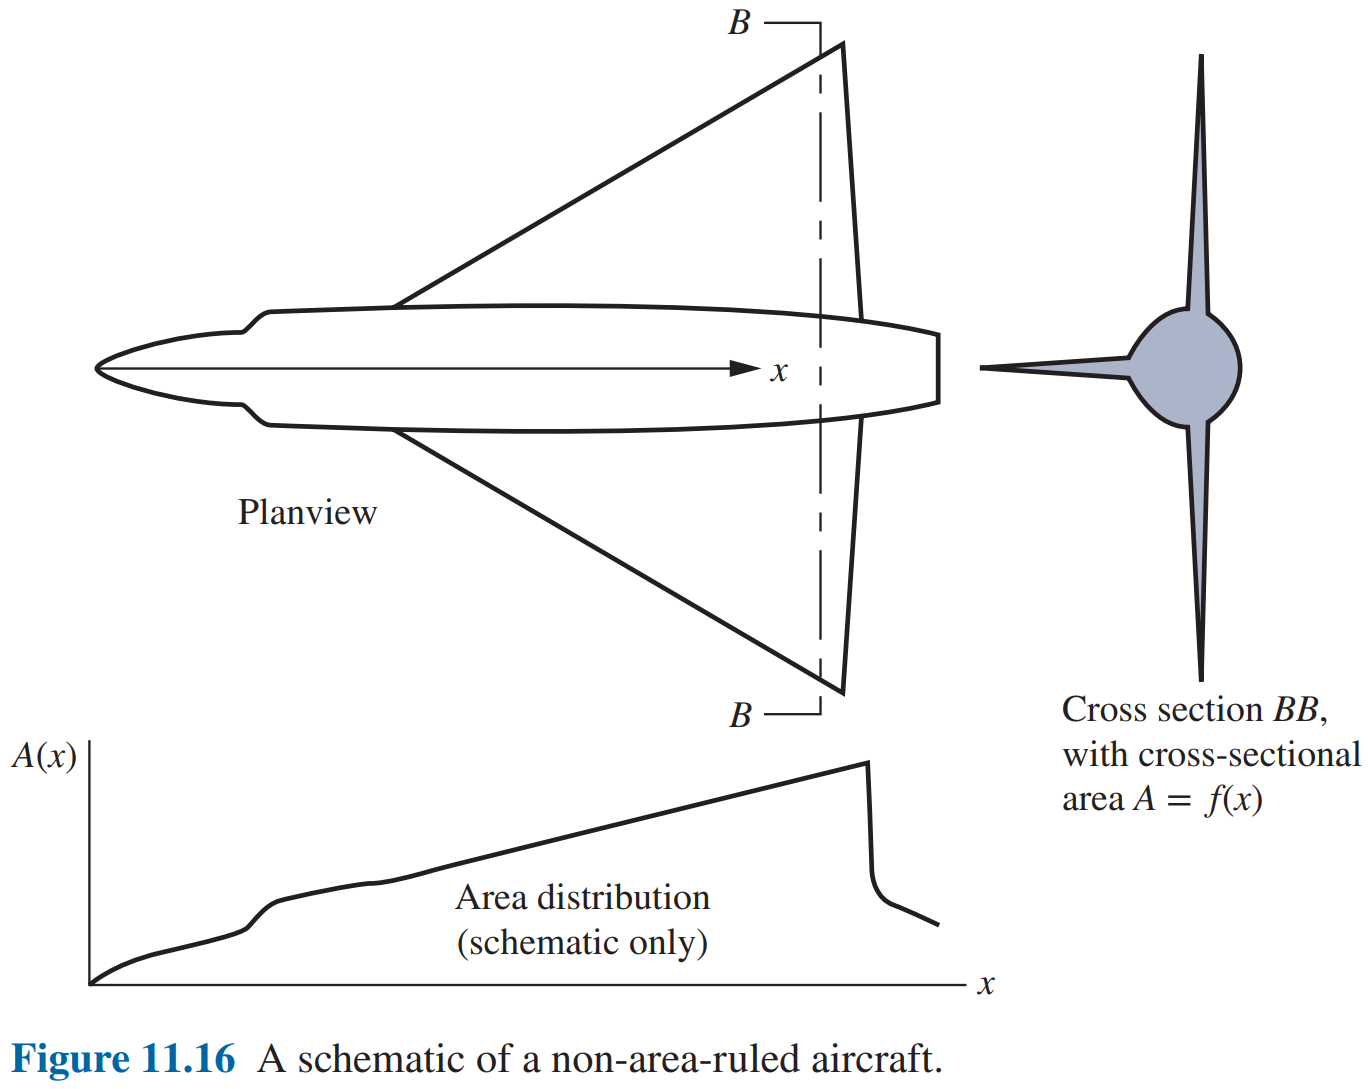 B
x
Planview
B
Cross section BB,
with cross-sectional
area A = f(x)
A(x)
Area distribution
(schematic only)
x
Figure 11.16 A schematic of a non-area-ruled aircraft.